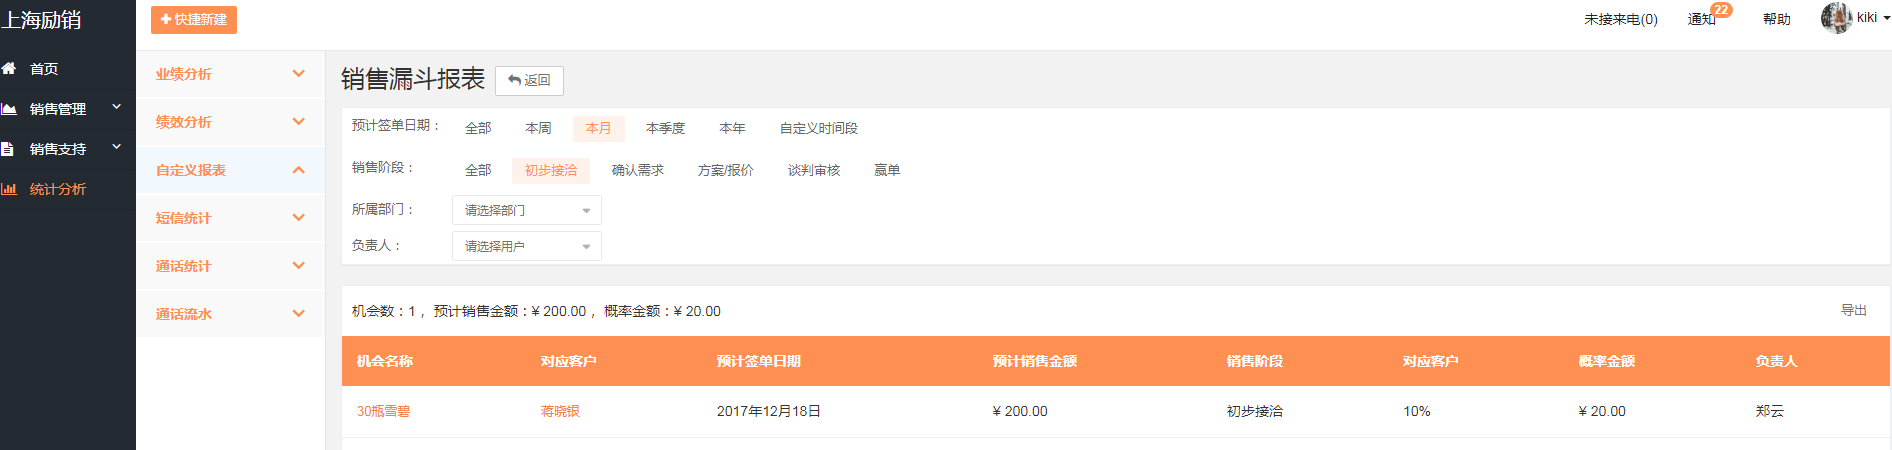 上海励销
快捷新建
未接来电(0)
通知
22
帮助
kiki
首页
销售管理
销售支持
统计分析
业绩分析
绩效分析
自定义报表
短信统计
通话统计
通话流水
销售漏斗报表
返回
预计签单日期： 全部 本周 本月 本季度 本年 自定义时间段
销售阶段： 全部 初步接洽 确认需求 方案/报价 谈判审核 赢单
所属部门： 请选择部门
负责人： 请选择用户
机会数：1， 预计销售金额：¥ 200.00， 概率金额：¥ 20.00
导出
机会名称 对应客户 预计签单日期 预计销售金额 销售阶段 对应客户 概率金额 负责人
30瓶雪碧 蒋晓银 2017年12月18日 ¥ 200.00 初步接洽 10% ¥ 20.00 郑云